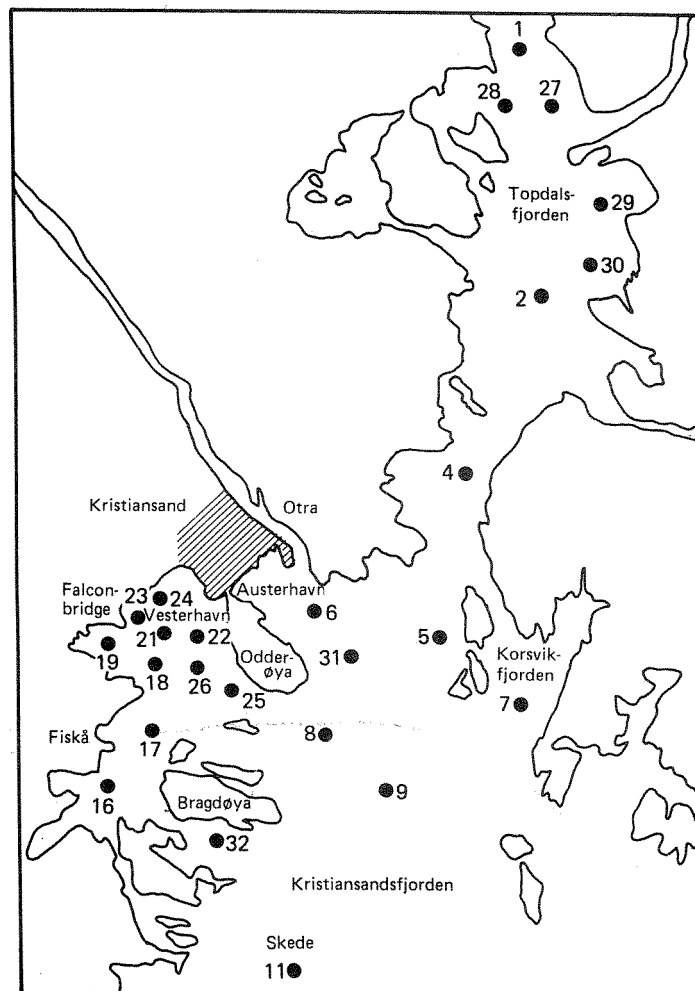 1
28 27
Topdals-
fjorden
29
30
2
4
Kristiansand
Otra
Falcon-
bridge
23 24
Austerhavn
Vesterhavn
6
21 22
19
18
26
25
Odder-
øya
31
5
Korsvik-
fjorden
7
Fiskå
17
8
16
Bragdøya
9
32
Kristiansandsfjorden
Skede
11